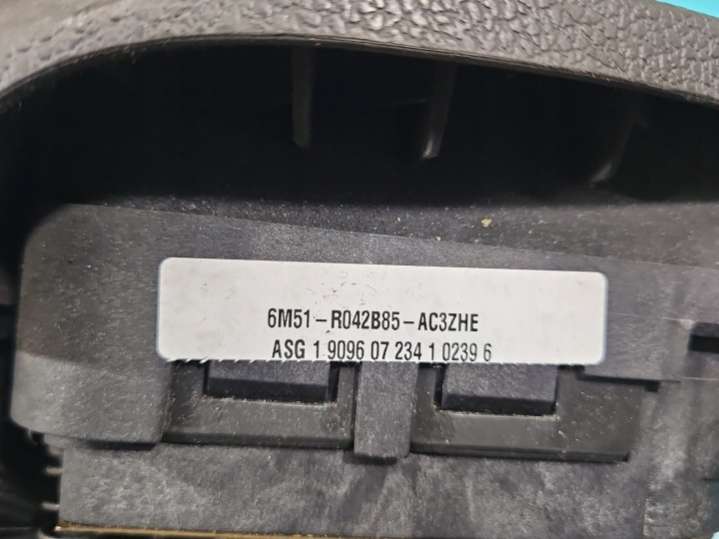 6M51-R042B85-AC3ZHE
ASG 1 9096 07 234 1 0239 6